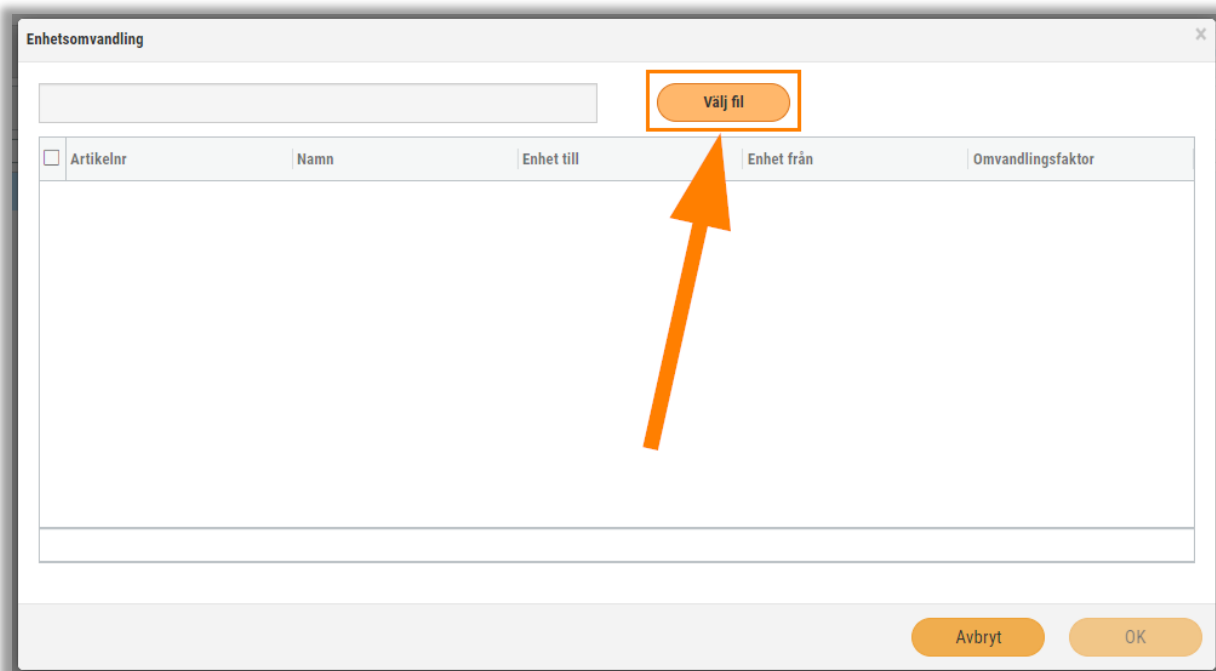 Enhetsomvandling
Välj fil
Artikelnr Namn Enhet till Enhet från Omvandlingsfaktor
Avbryt OK